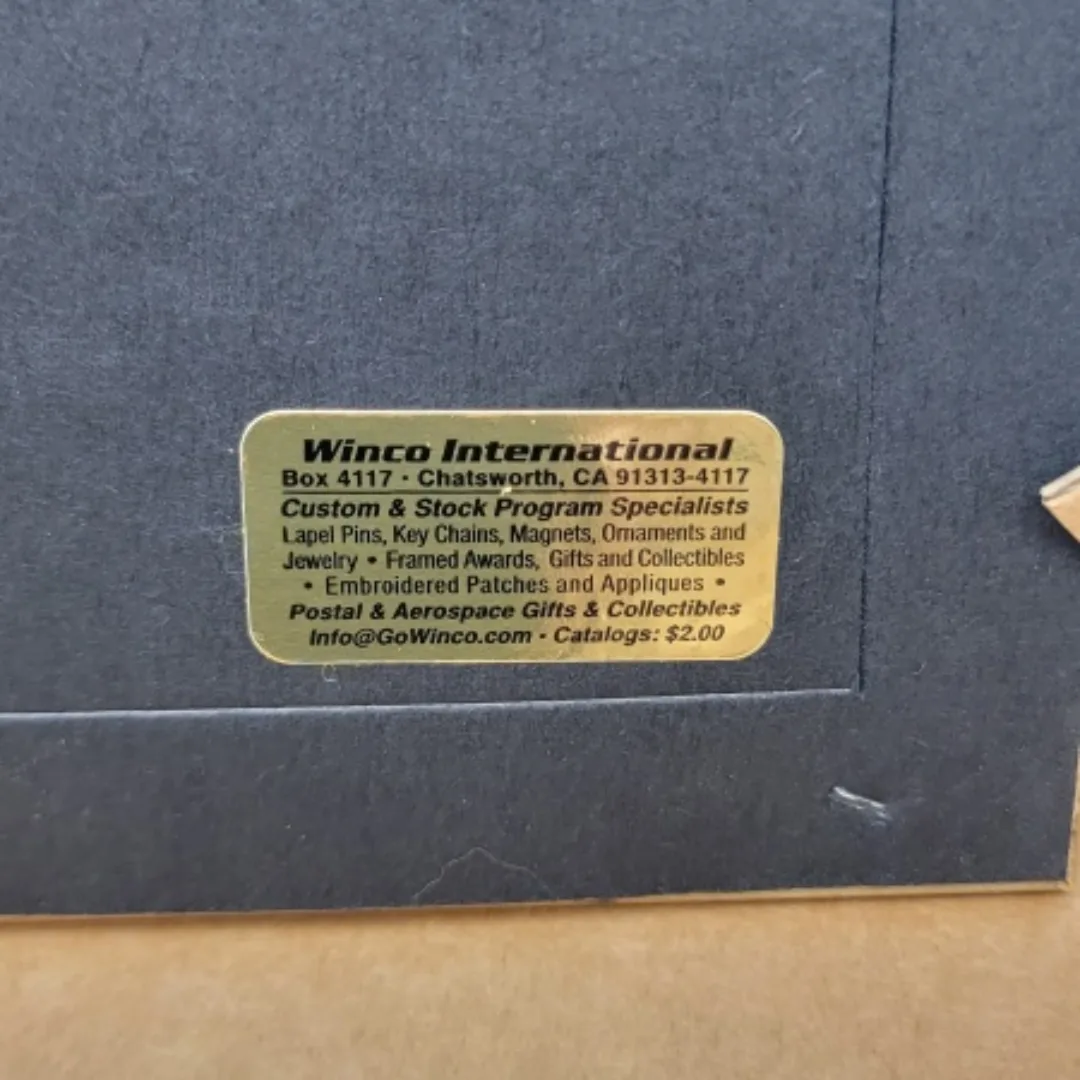 Winco International
Box 4117 · Chatsworth, CA 91313-4117
Custom & Stock Program Specialists
Lapel Pins, Key Chains, Magnets, Ornaments and
Jewelry • Framed Awards, Gifts and Collectibles
• Embroidered Patches and Appliques •
Postal & Aerospace Gifts & Collectibles
Info@GoWinco.com · Catalogs: $2.00